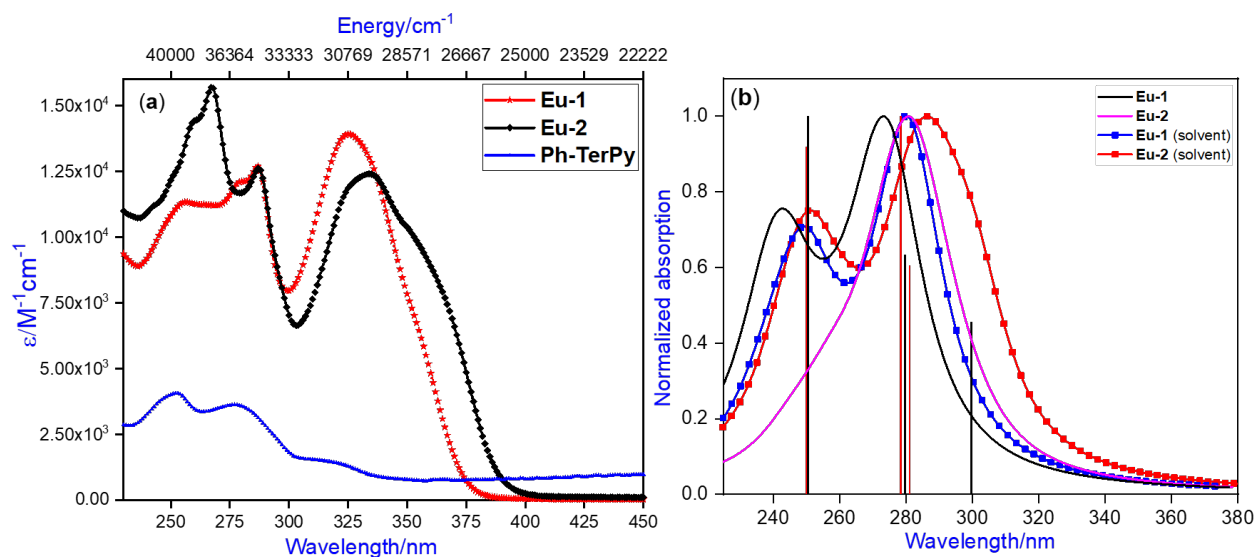 Energy/cm⁻¹
40000 36364 33333 30769 28571 26667 25000 23529 22222
(a)
Eu-1
Eu-2
Ph-TerPy
1.50x10⁴
1.25x10⁴
1.00x10⁴
7.50x10³
5.00x10³
2.50x10³
0.00
ε/M⁻¹cm⁻¹
250 275 300 325 350 375 400 425 450
Wavelength/nm
(b)
Eu-1
Eu-2
Eu-1 (solvent)
Eu-2 (solvent)
1.0
0.8
0.6
0.4
0.2
0.0
Normalized absorption
240 260 280 300 320 340 360 380
Wavelength/nm